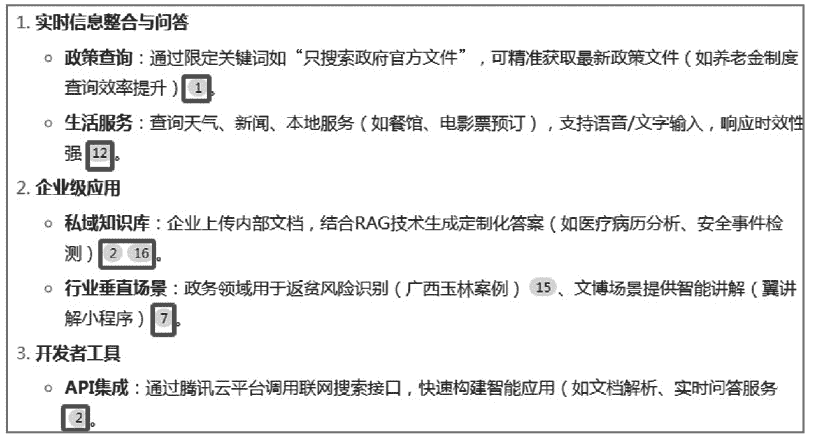 1. 实时信息整合与问答
○ 政策查询：通过限定关键词如“只搜索政府官方文件”，可精准获取最新政策文件（如养老金制度
查询效率提升） 1 。
○ 生活服务：查询天气、新闻、本地服务（如餐馆、电影票预订），支持语音/文字输入，响应时效性
强 12 。
2. 企业级应用
○ 私域知识库：企业上传内部文档，结合RAG技术生成定制化答案（如医疗病历分析、安全事件检
测） 2 16 。
○ 行业垂直场景：政务领域用于返贫风险识别（广西玉林案例） 15 、文博场景提供智能讲解（翼讲
解小程序） 7 。
3. 开发者工具
○ API集成：通过腾讯云平台调用联网搜索接口，快速构建智能应用（如文档解析、实时问答服务
2 。